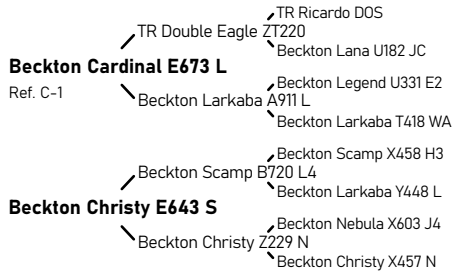 TR Ricardo DOS
TR Double Eagle ZT220
Beckton Lana U182 JC
Beckton Cardinal E673 L
Ref. C-1
Beckton Legend U331 E2
Beckton Larkaba A911 L
Beckton Larkaba T418 WA
Beckton Scamp X458 H3
Beckton Scamp B720 L4
Beckton Larkaba Y448 L
Beckton Christy E643 S
Beckton Nebula X603 J4
Beckton Christy Z229 N
Beckton Christy X457 N